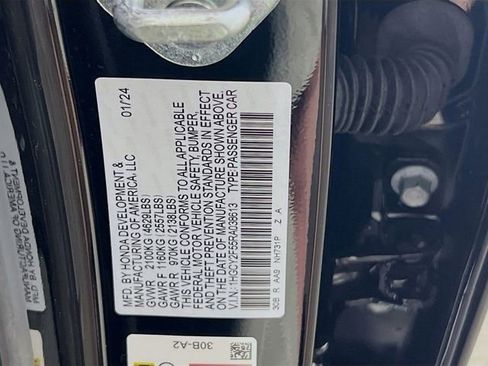 MFD. BY HONDA DEVELOPMENT &
MANUFACTURING OF AMERICA, LLC 01/24
GVWR 2100KG (4629LBS)
GAWR F 1160KG (2557LBS)
GAWR R 970KG (2138LBS)
THIS VEHICLE CONFORMS TO ALL APPLICABLE
FEDERAL MOTOR VEHICLE SAFETY, BUMPER,
AND THEFT PREVENTION STANDARDS IN EFFECT
ON THE DATE OF MANUFACTURE SHOWN ABOVE.
V.I.N.: 1HGCY2F55RA038613 TYPE:PASSENGER CAR
30B R AA9 NH731P Z A
30B-A2